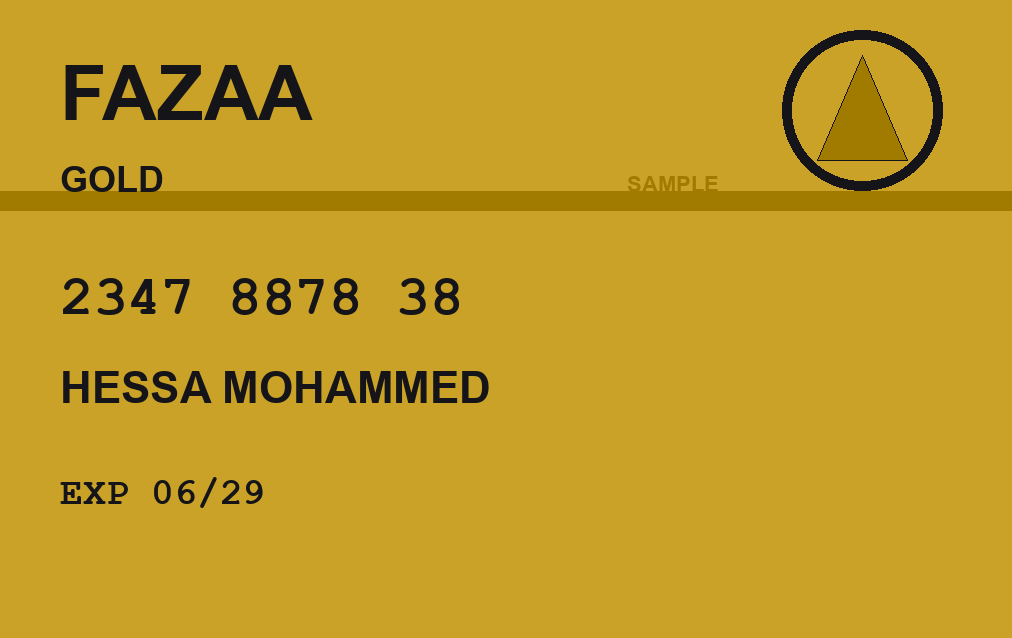 FAZAA
GOLD
SAMPLE
2347 8878 38
HESSA MOHAMMED
EXP 06/29